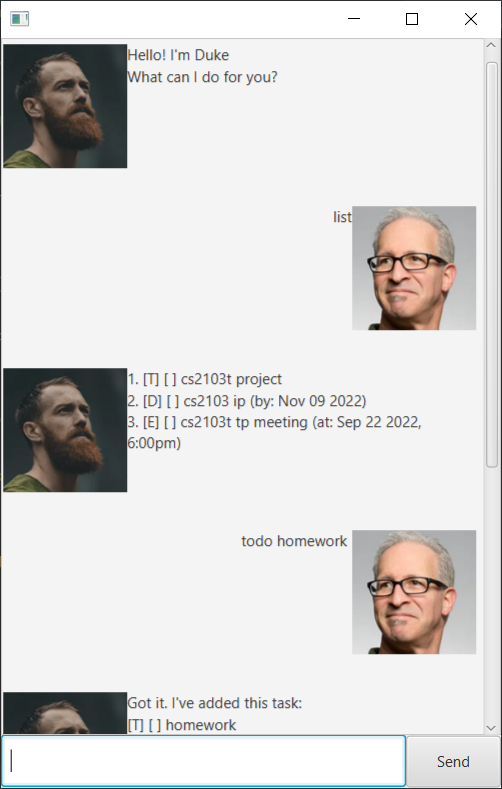 Hello! I'm Duke
What can I do for you?
list
1. [T] [ ] cs2103t project
2. [D] [ ] cs2103 ip (by: Nov 09 2022)
3. [E] [ ] cs2103t tp meeting (at: Sep 22 2022,
6:00pm)
todo homework
Got it. I've added this task:
[T] [ ] homework
Send